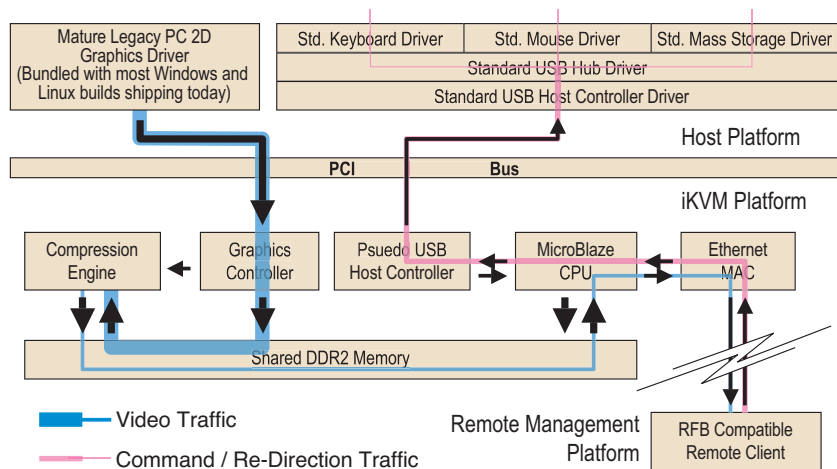 Mature Legacy PC 2D
Graphics Driver
(Bundled with most Windows and
Linux builds shipping today)
Std. Keyboard Driver
Std. Mouse Driver
Std. Mass Storage Driver
Standard USB Hub Driver
Standard USB Host Controller Driver
Host Platform
PCI Bus
iKVM Platform
Compression
Engine
Graphics
Controller
Psuedo USB
Host Controller
MicroBlaze
CPU
Ethernet
MAC
Shared DDR2 Memory
Video Traffic
Command / Re-Direction Traffic
Remote Management
Platform
RFB Compatible
Remote Client